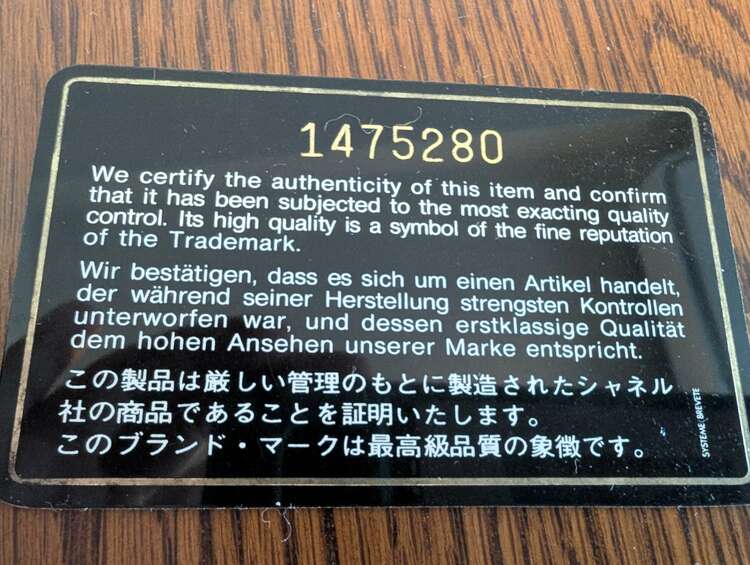 1475280
We certify the authenticity of this item and confirm
that it has been subjected to the most exacting quality
control. Its high quality is a symbol of the fine reputation
of the Trademark.
Wir bestätigen, dass es sich um einen Artikel handelt,
der während seiner Herstellung strengsten Kontrollen
unterworfen war, und dessen erstklassige Qualität
dem hohen Ansehen unserer Marke entspricht.
この製品は厳しい管理のもとに製造されたシャネル
社の商品であることを証明いたします。
このブランド・マークは最高級品質の象徴です。
SYSTEME BREVETE